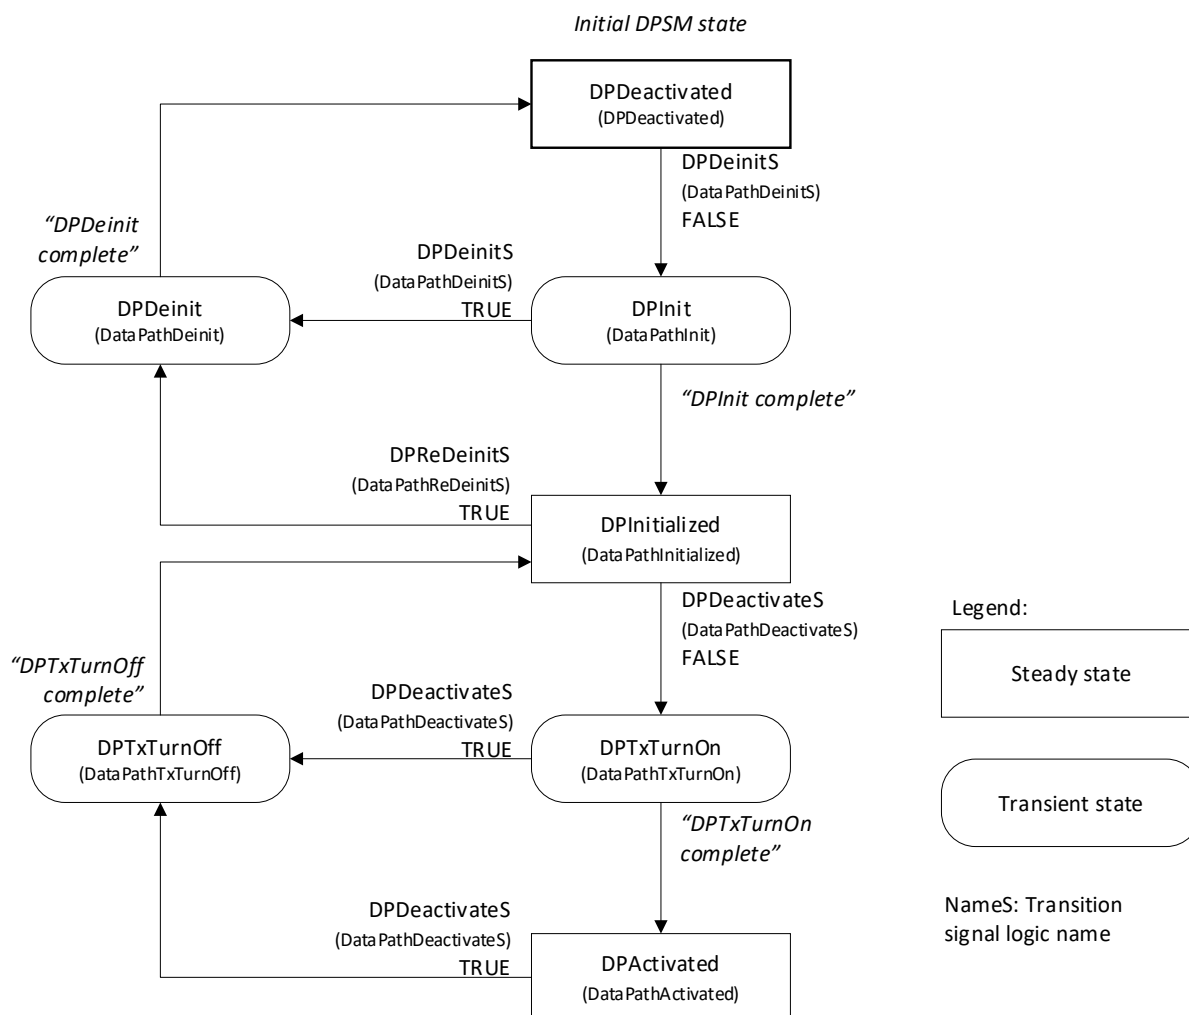 Initial DPSM state
DPDeactivated
(DPDeactivated)
DPDeinitS
(DataPathDeinitS)
FALSE
“DPDeinit
complete”
DPDeinitS
(DataPathDeinitS)
TRUE
DPDeinit
(DataPathDeinit)
DPInit
(DataPathInit)
“DPInit complete”
DPReDeinitS
(DataPathReDeinitS)
TRUE
DPInitialized
(DataPathInitialized)
DPDeactivateS
(DataPathDeactivateS)
FALSE
“DPTxTurnOff
complete”
DPDeactivateS
(DataPathDeactivateS)
TRUE
DPTxTurnOff
(DataPathTxTurnOff)
DPTxTurnOn
(DataPathTxTurnOn)
“DPTxTurnOn
complete”
DPDeactivateS
(DataPathDeactivateS)
TRUE
DPActivated
(DataPathActivated)
Legend:
Steady state
Transient state
NameS: Transition
signal logic name